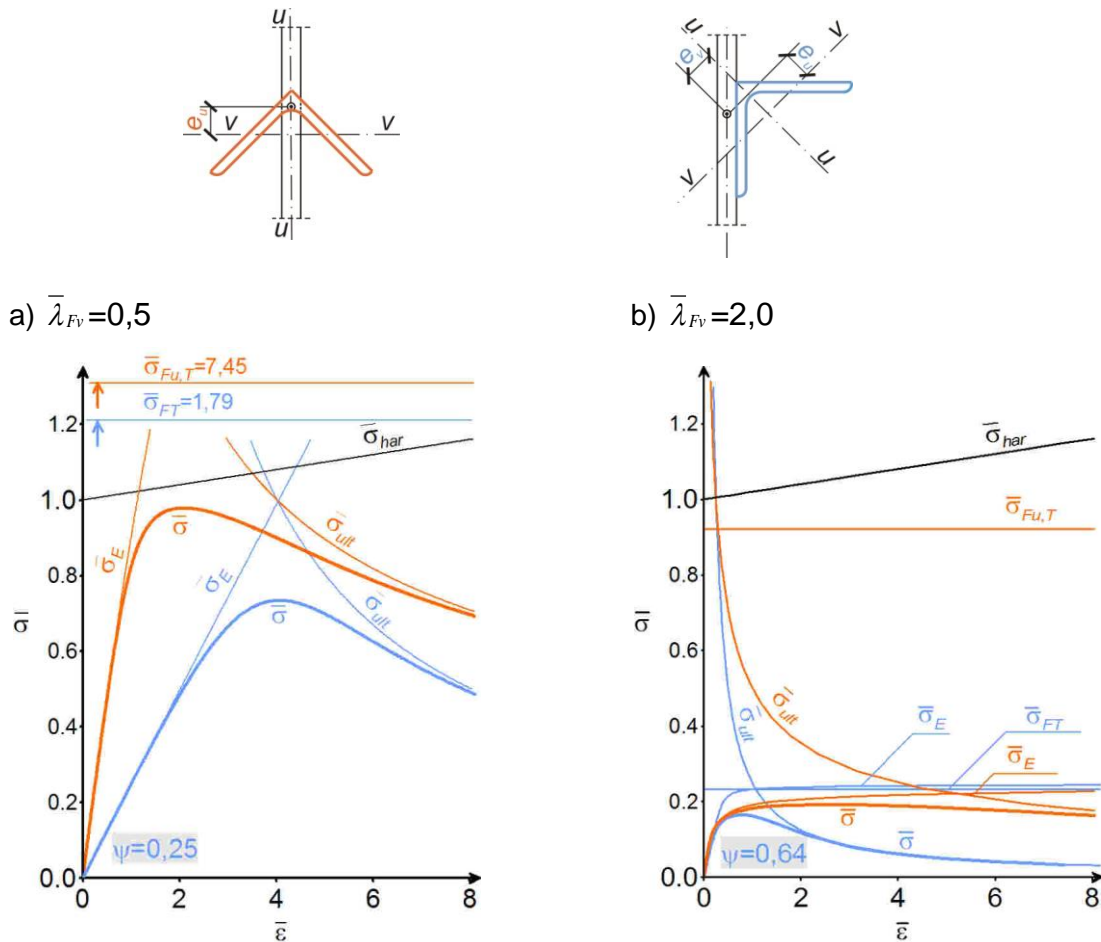 u
e_u
v
v
u
u
v
e_v
e_u
v
u
a) λ̅_Fv=0,5
b) λ̅_Fv=2,0
σ̅_Fu,T=7,45
σ̅_FT=1,79
1.2
σ̅_har
1.0
σ̅_E
σ̅
σ̅_ult
0.8
σ̅_E
σ̅
σ̅_ult
σ̅
0.6
0.4
0.2
ψ=0,25
0.0
0
2
4
6
8
ε̅
1.2
σ̅_har
1.0
σ̅_Fu,T
0.8
σ̅
0.6
σ̅_ult
σ̅_ult
0.4
σ̅_E
σ̅_FT
σ̅_E
0.2
σ̅
σ̅
ψ=0,64
0.0
0
2
4
6
8
ε̅